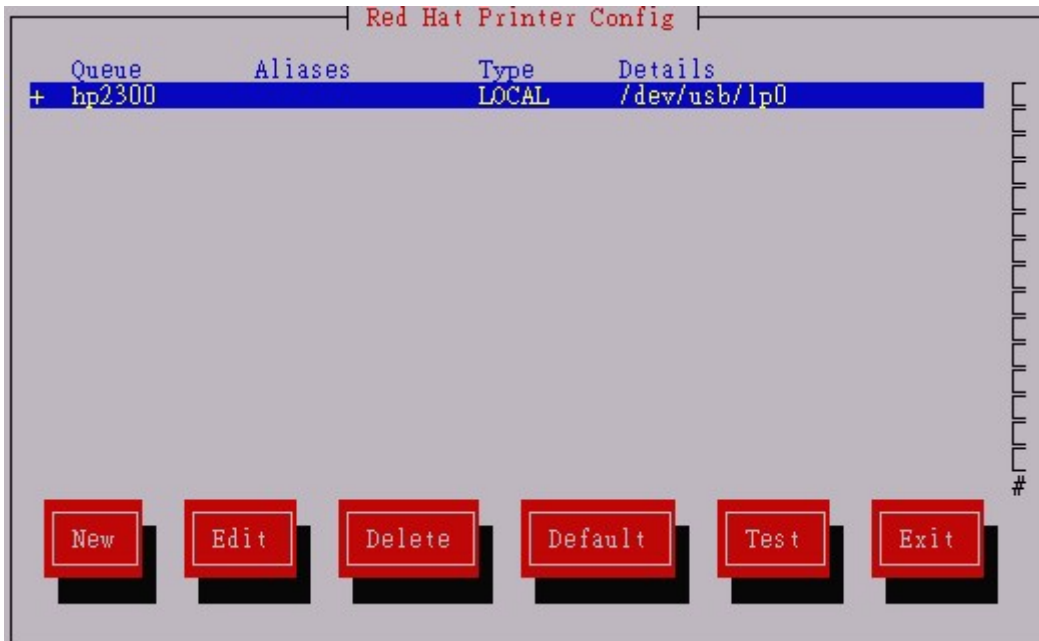 Red Hat Printer Config
Queue Aliases Type Details
+ hp2300 LOCAL /dev/usb/lp0
#
New Edit Delete Default Test Exit